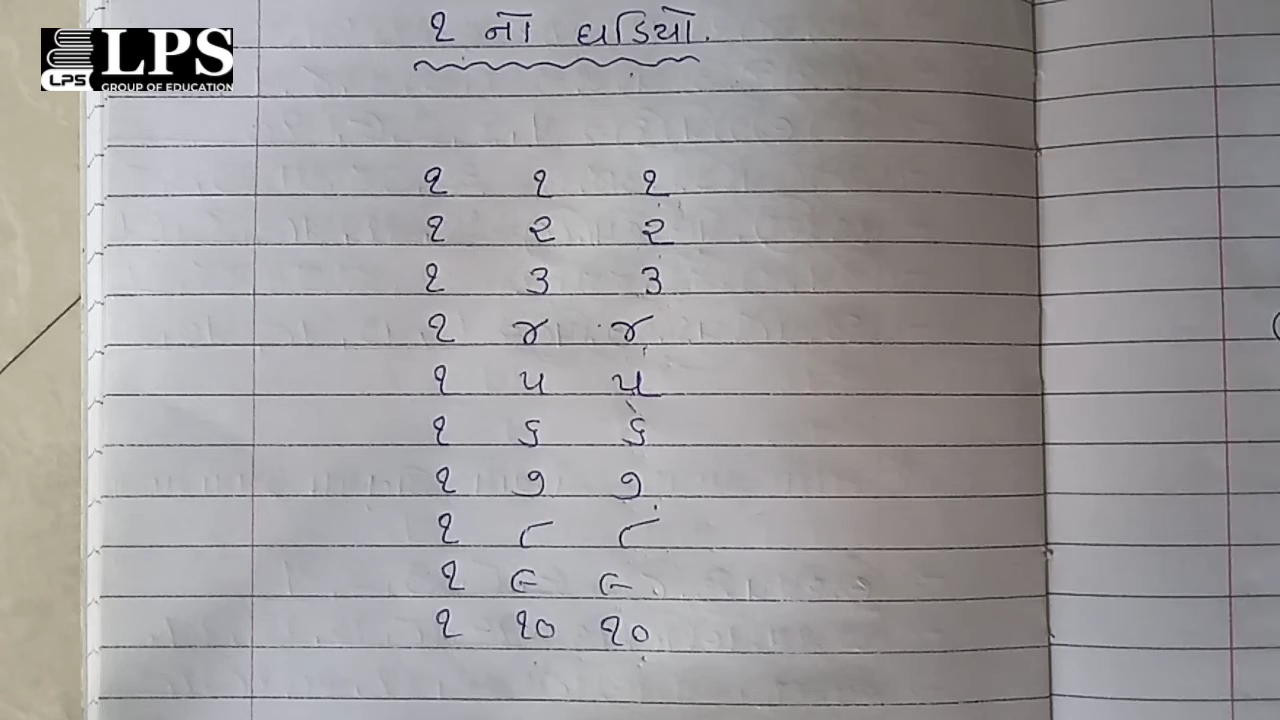 LPS
LPS
GROUP OF EDUCATION
૧ નો ઘડિયો.
૧ ૧ ૧
૧ ૨ ૨
૧ ૩ ૩
૧ ૪ ૪
૧ ૫ ૫
૧ ૬ ૬
૧ ૭ ૭
૧ ૮ ૮
૧ ૯ ૯
૧ ૧૦ ૧૦